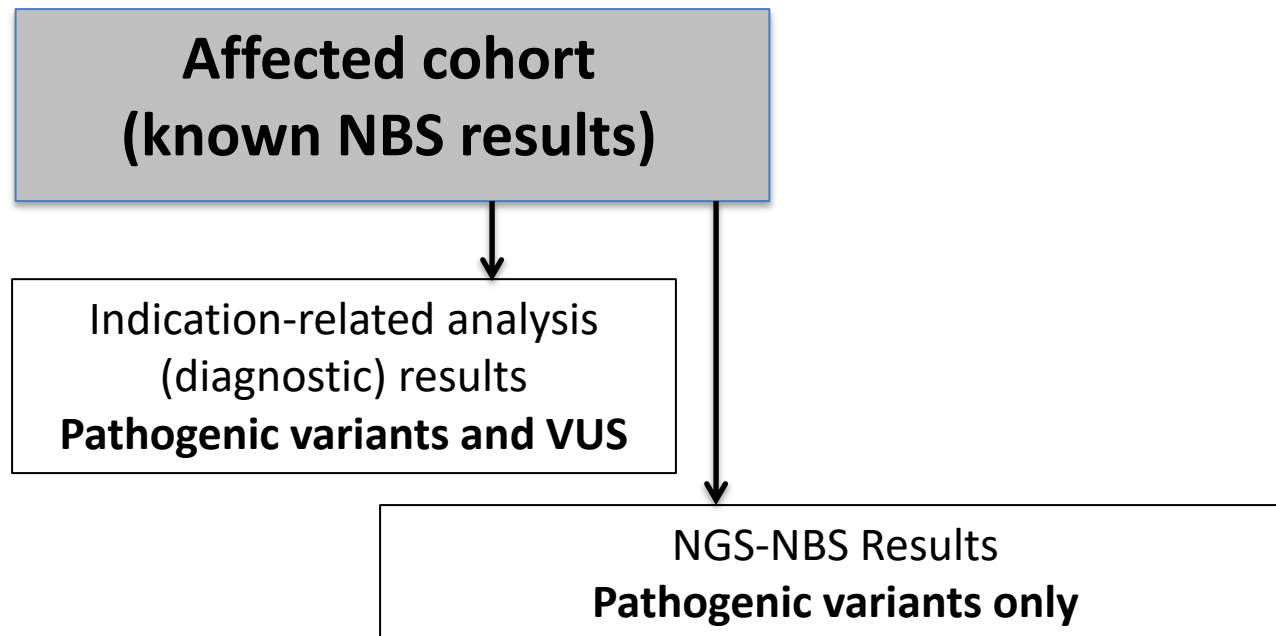 Affected cohort
(known NBS results)
Indication-related analysis
(diagnostic) results
Pathogenic variants and VUS
NGS-NBS Results
Pathogenic variants only